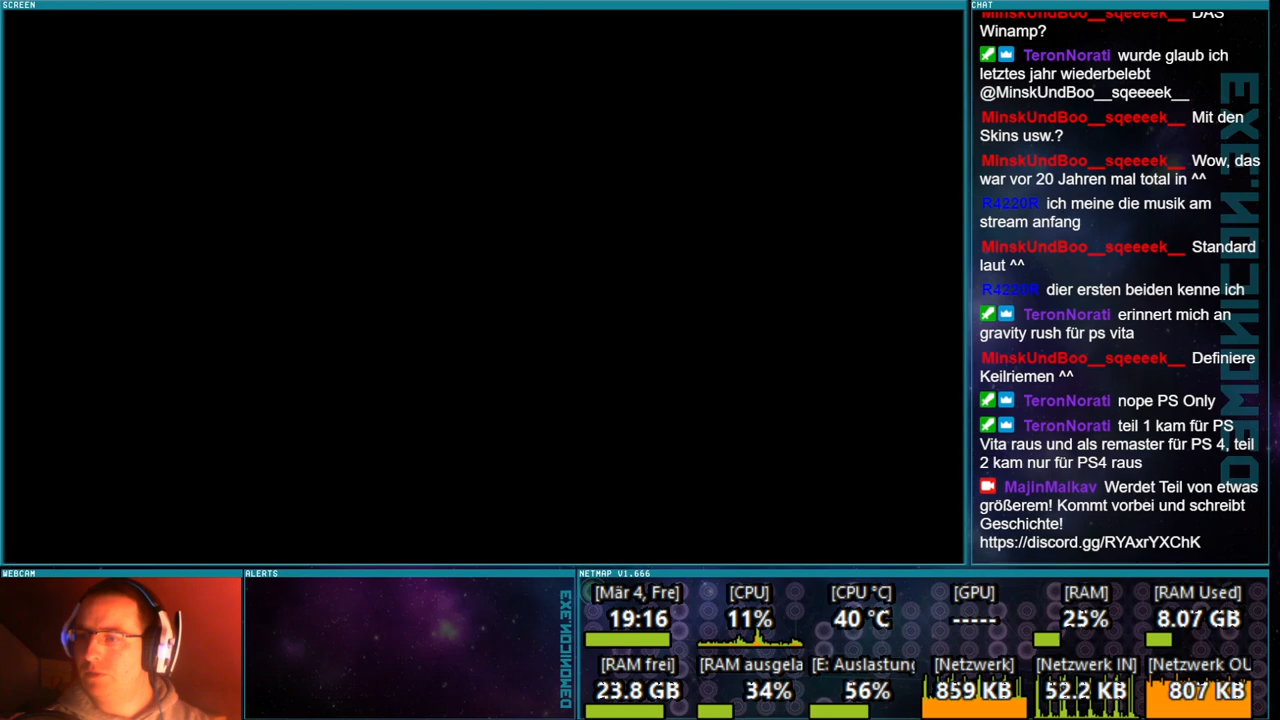 SCREEN
CHAT
MinskUndBoo__sqeeeek__ DAS
Winamp?
TeronNorati wurde glaub ich
letztes jahr wiederbelebt
@MinskUndBoo__sqeeeek__
MinskUndBoo__sqeeeek__ Mit den
Skins usw.?
MinskUndBoo__sqeeeek__ Wow, das
war vor 20 Jahren mal total in ^^
R4220R ich meine die musik am
stream anfang
MinskUndBoo__sqeeeek__ Standard
laut ^^
R4220R dier ersten beiden kenne ich
TeronNorati erinnert mich an
gravity rush für ps vita
MinskUndBoo__sqeeeek__ Definiere
Keilriemen ^^
TeronNorati nope PS Only
TeronNorati teil 1 kam für PS
Vita raus und als remaster für PS 4, teil
2 kam nur für PS4 raus
MajinMalkav Werdet Teil von etwas
größerem! Kommt vorbei und schreibt
Geschichte!
https://discord.gg/RYAxrYXChK
WEBCAM
ALERTS
NETMAP V1.666
[Mär 4, Fre] [CPU] [CPU °C] [GPU] [RAM] [RAM Used]
19:16 11% 40 °C ----- 25% 8.07 GB
[RAM frei] [RAM ausgela [E: Auslastung [Netzwerk] [Netzwerk IN] [Netzwerk OU
23.8 GB 34% 56% 859 KB 52.2 KB 807 KB